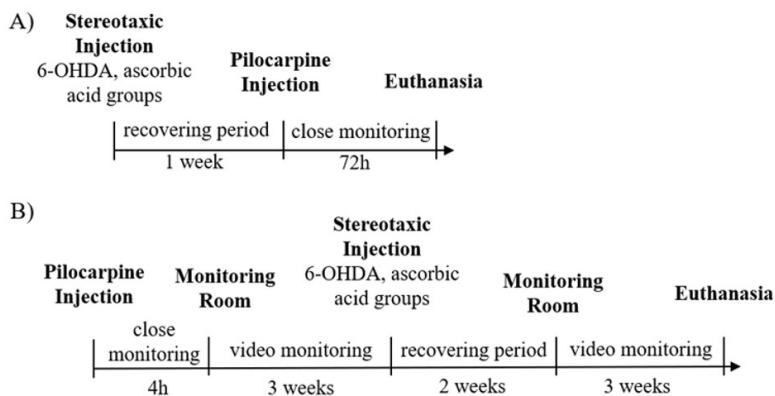 A)
Stereotaxic
Injection
6-OHDA, ascorbic
acid groups
Pilocarpine
Injection
Euthanasia
recovering period
close monitoring
1 week
72h
B)
Pilocarpine
Injection
Monitoring
Room
Stereotaxic
Injection
6-OHDA, ascorbic
acid groups
Monitoring
Room
Euthanasia
close
monitoring
video monitoring
recovering period
video monitoring
4h
3 weeks
2 weeks
3 weeks